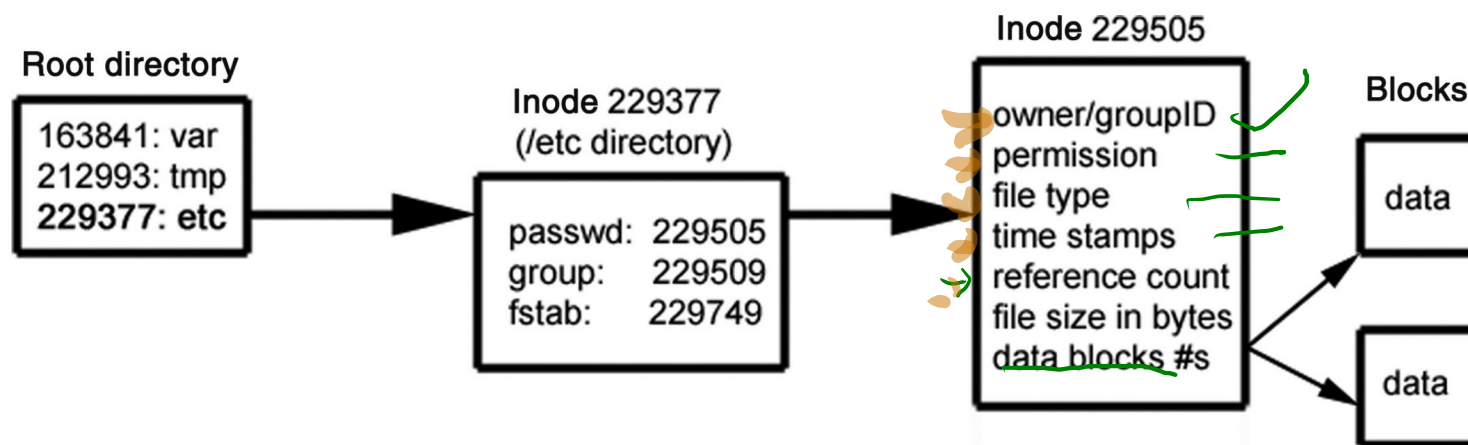 Root directory
163841: var
212993: tmp
229377: etc
Inode 229377
(/etc directory)
passwd: 229505
group: 229509
fstab: 229749
Inode 229505
owner/groupID
permission
file type
time stamps
reference count
file size in bytes
data blocks #s
Blocks
data
data